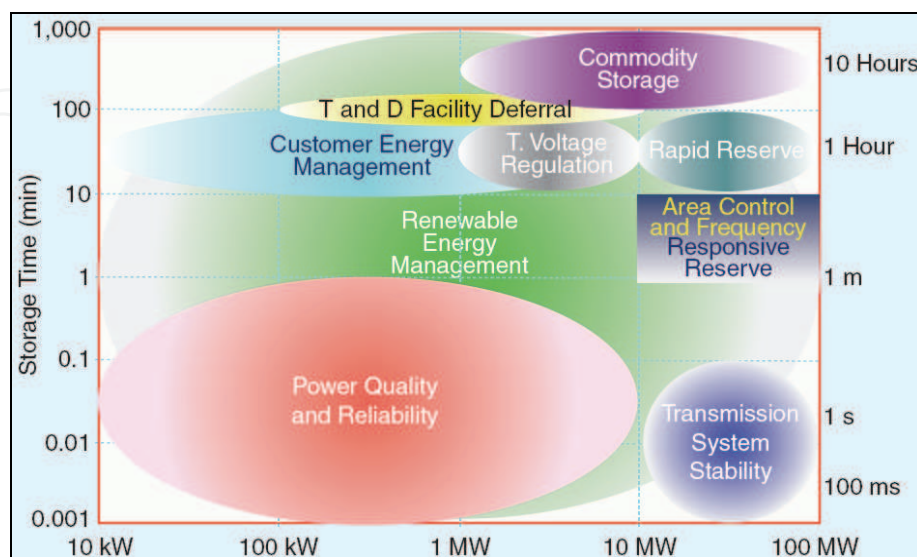 1,000
100
10
1
0.1
0.01
0.001
Storage Time (min)
Commodity
Storage
T and D Facility Deferral
Customer Energy
Management
T. Voltage
Regulation
Rapid Reserve
Renewable
Energy
Management
Area Control
and Frequency
Responsive
Reserve
Power Quality
and Reliability
Transmission
System
Stability
10 Hours
1 Hour
1 m
1 s
100 ms
10 kW
100 kW
1 MW
10 MW
100 MW